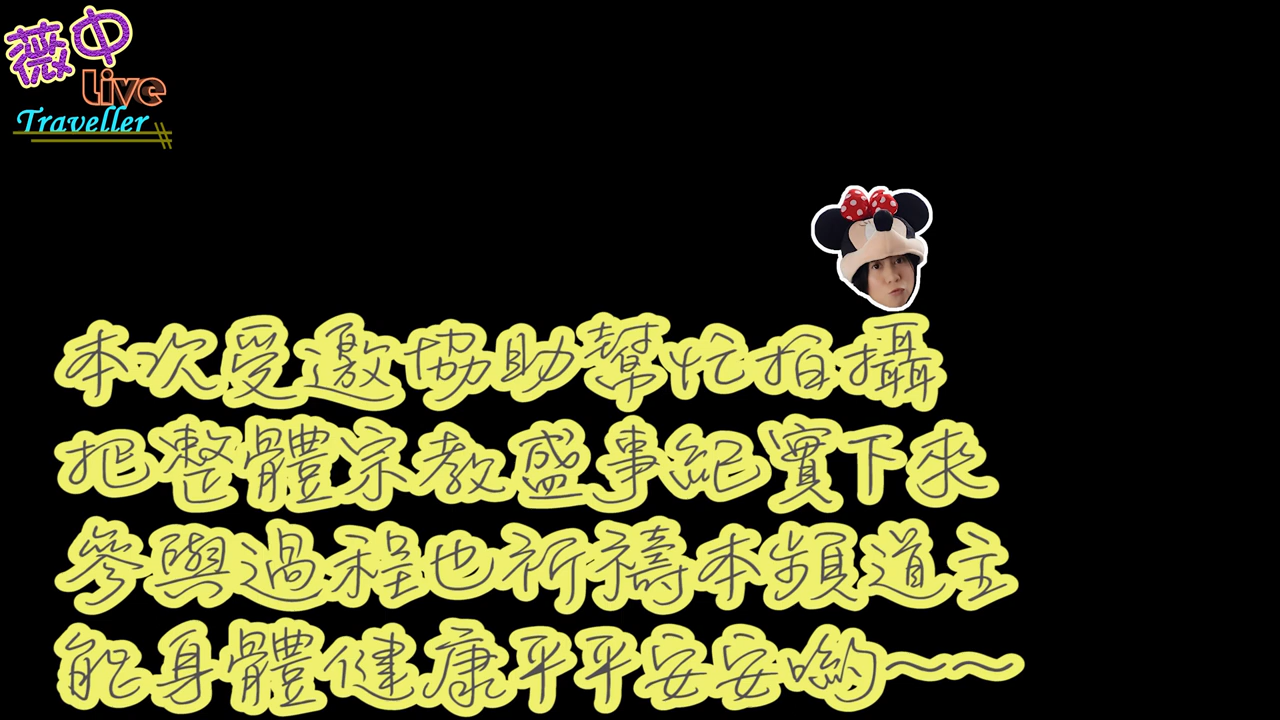 薇中
Live
Traveller
本次受邀協助幫忙拍攝
把整體宗教盛事紀實下來
參與過程也祈禱本頻道主
能身體健康平平安安喲~~